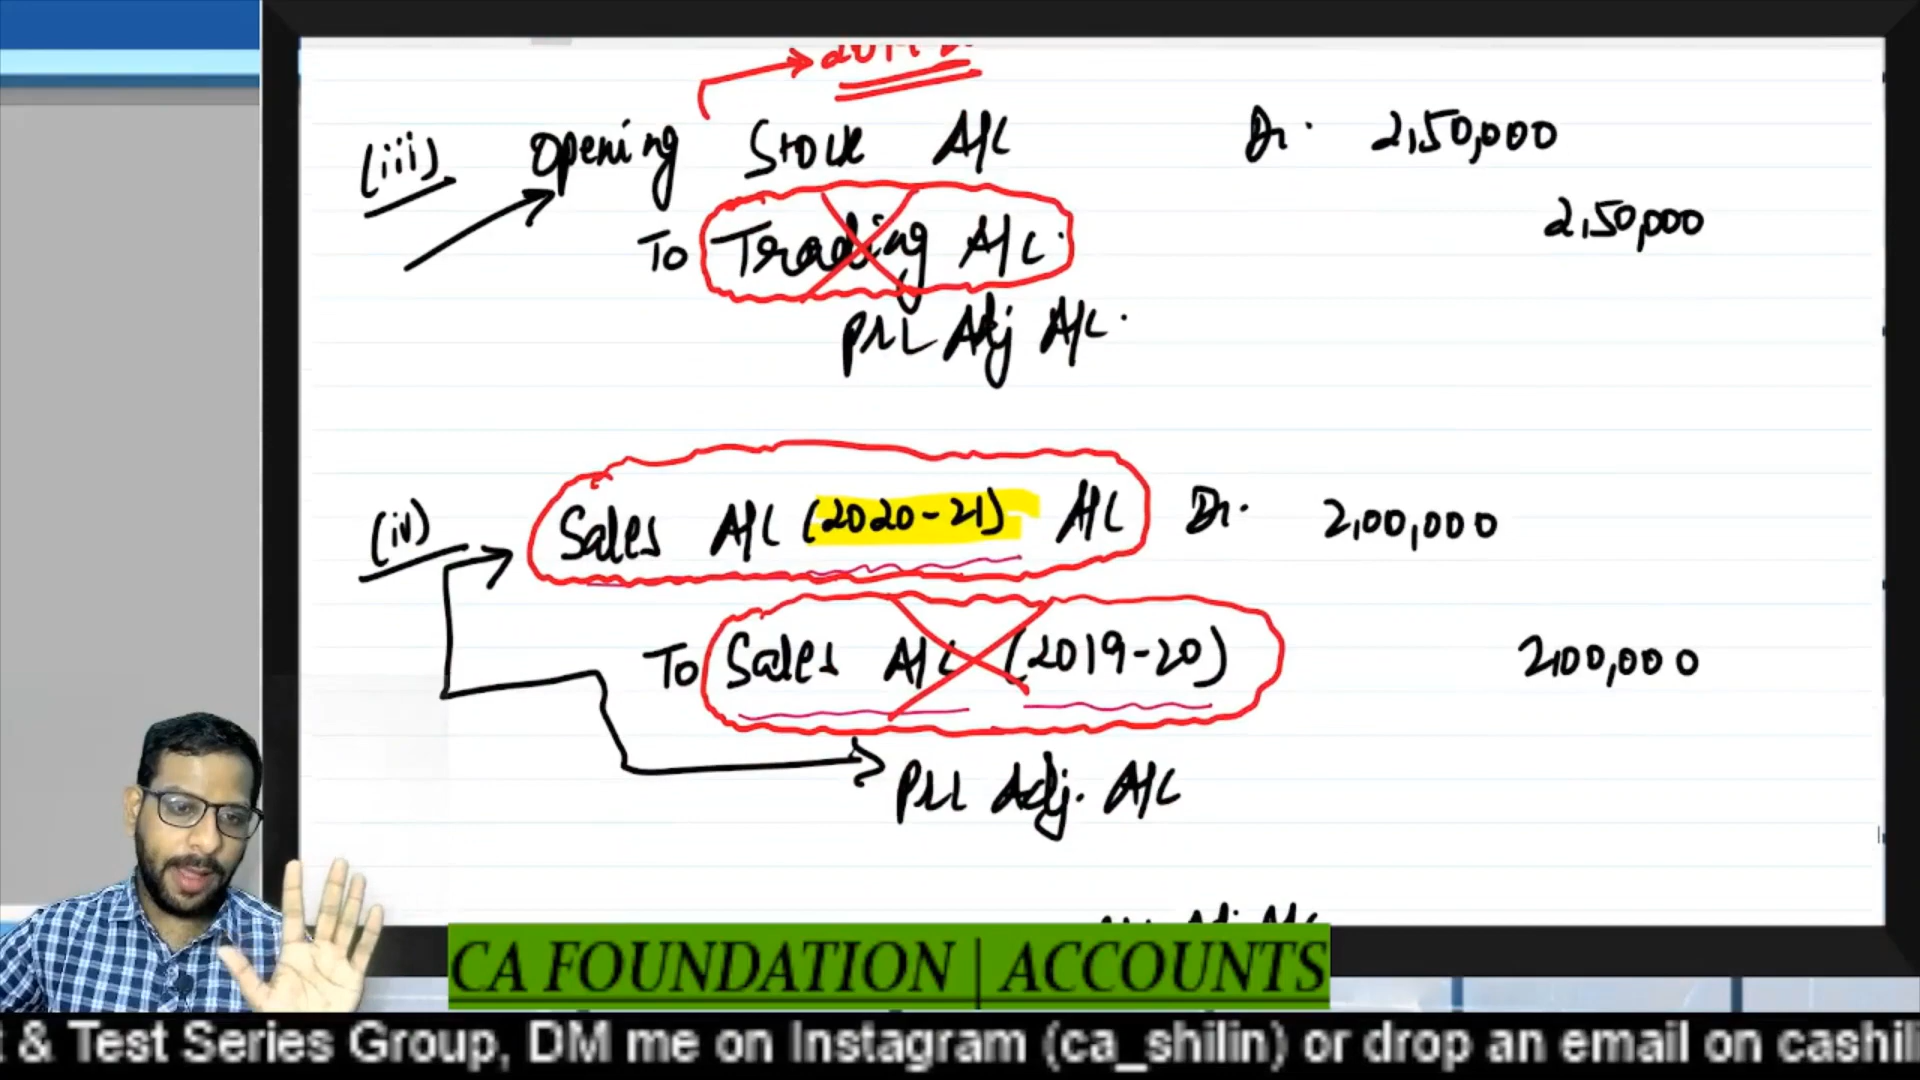 (iii) Opening Stock A/C Dr. 2,50,000
To Trading A/C. 2,50,000
P&L Adj A/C.
(iv) Sales A/C (2020-21) A/C Dr. 2,00,000
To Sales A/C (2019-20) 2,00,000
P&L Adj. A/C
CA FOUNDATION | ACCOUNTS
& Test Series Group, DM me on Instagram (ca_shilin) or drop an email on cashil